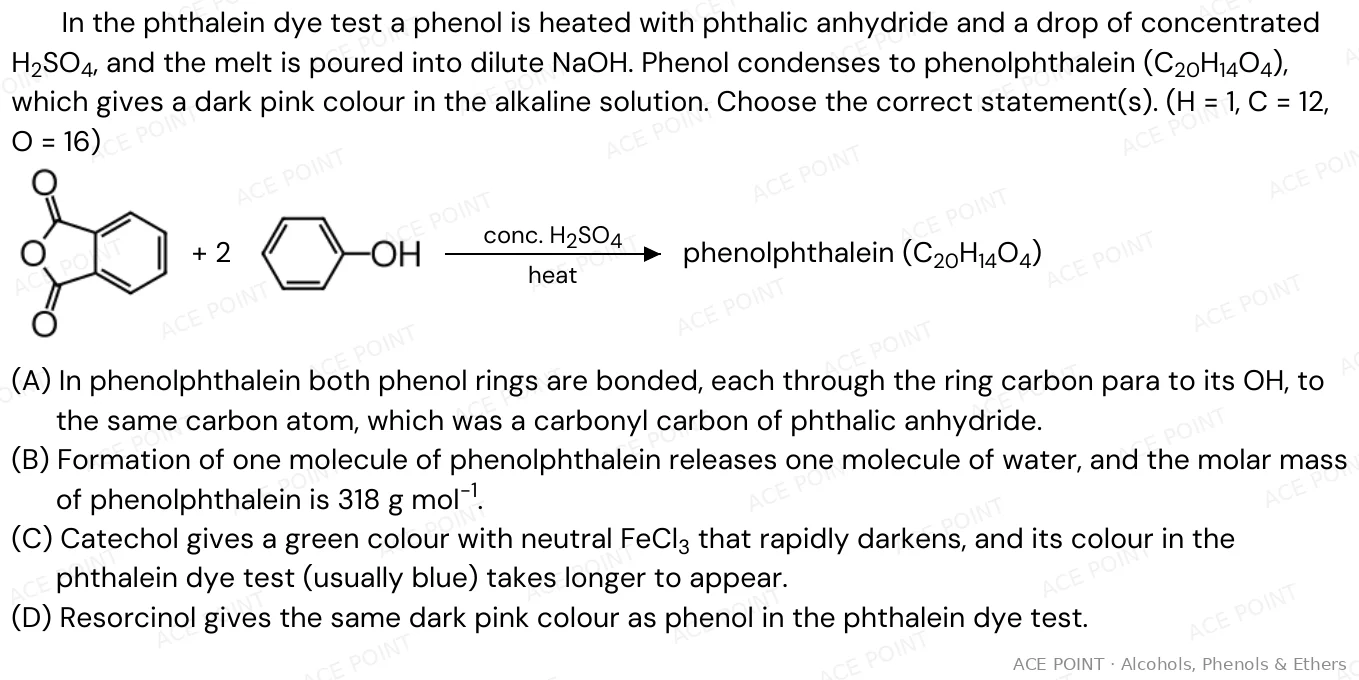 In the phthalein dye test a phenol is heated with phthalic anhydride and a drop of concentrated
H₂SO₄, and the melt is poured into dilute NaOH. Phenol condenses to phenolphthalein (C₂₀H₁₄O₄),
which gives a dark pink colour in the alkaline solution. Choose the correct statement(s). (H = 1, C = 12,
O = 16)
O
O
O
+ 2
OH
conc. H₂SO₄
heat
phenolphthalein (C₂₀H₁₄O₄)
(A) In phenolphthalein both phenol rings are bonded, each through the ring carbon para to its OH, to
the same carbon atom, which was a carbonyl carbon of phthalic anhydride.
(B) Formation of one molecule of phenolphthalein releases one molecule of water, and the molar mass
of phenolphthalein is 318 g mol⁻¹.
(C) Catechol gives a green colour with neutral FeCl₃ that rapidly darkens, and its colour in the
phthalein dye test (usually blue) takes longer to appear.
(D) Resorcinol gives the same dark pink colour as phenol in the phthalein dye test.
ACE POINT · Alcohols, Phenols & Ethers